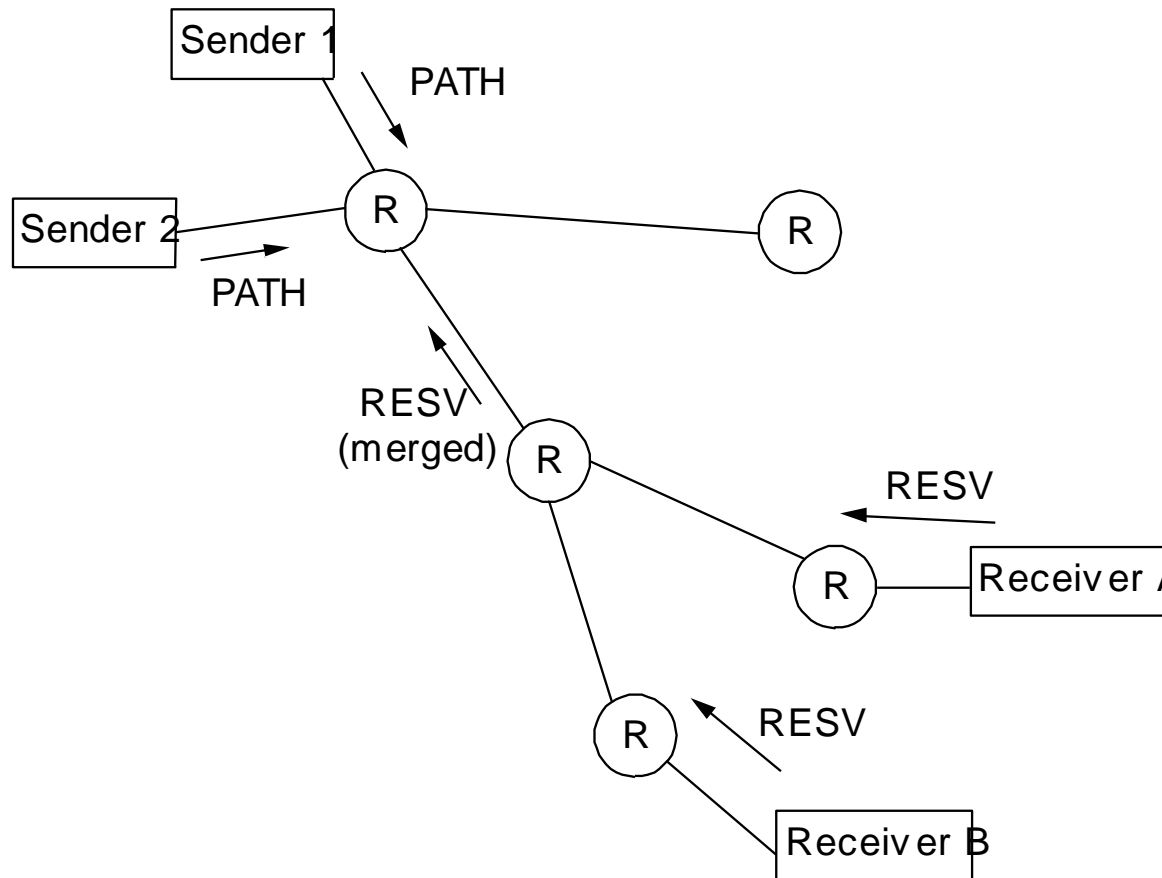 Sender 1
PATH
R
R
Sender 2
PATH
RESV
(merged)
R
RESV
R
Receiver A
R
RESV
Receiver B